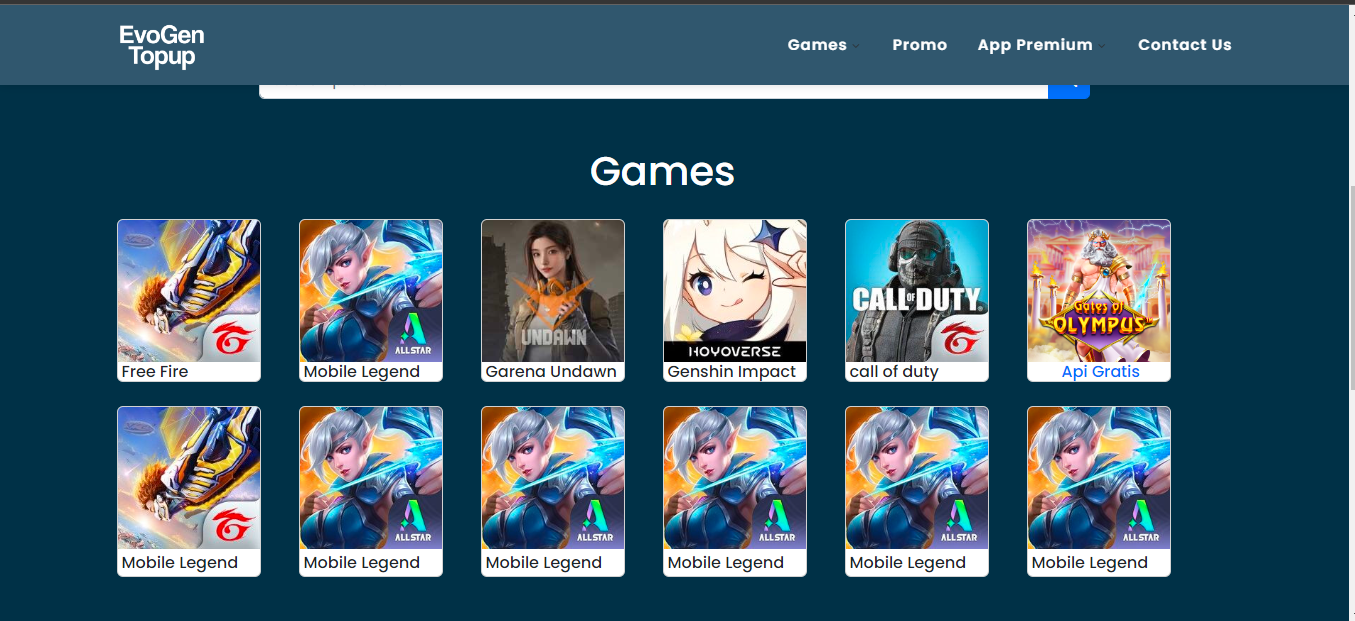 EvoGen
Topup
Games
Promo
App Premium
Contact Us
Games
ALLSTAR
UNDAWN
HOYOVERSE
CALL OF DUTY
Gates of
OLYMPUS
Free Fire
Mobile Legend
Garena Undawn
Genshin Impact
call of duty
Api Gratis
ALLSTAR
ALLSTAR
ALLSTAR
ALLSTAR
ALLSTAR
Mobile Legend
Mobile Legend
Mobile Legend
Mobile Legend
Mobile Legend
Mobile Legend